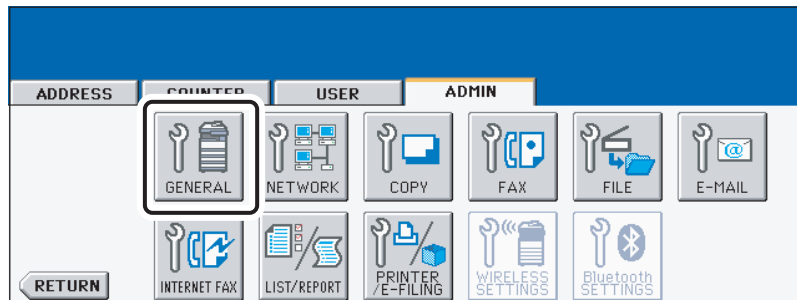 ADDRESS COUNTER USER ADMIN
GENERAL NETWORK COPY FAX FILE E-MAIL
@
INTERNET FAX LIST/REPORT PRINTER
/E-FILING WIRELESS
SETTINGS Bluetooth
SETTINGS
RETURN